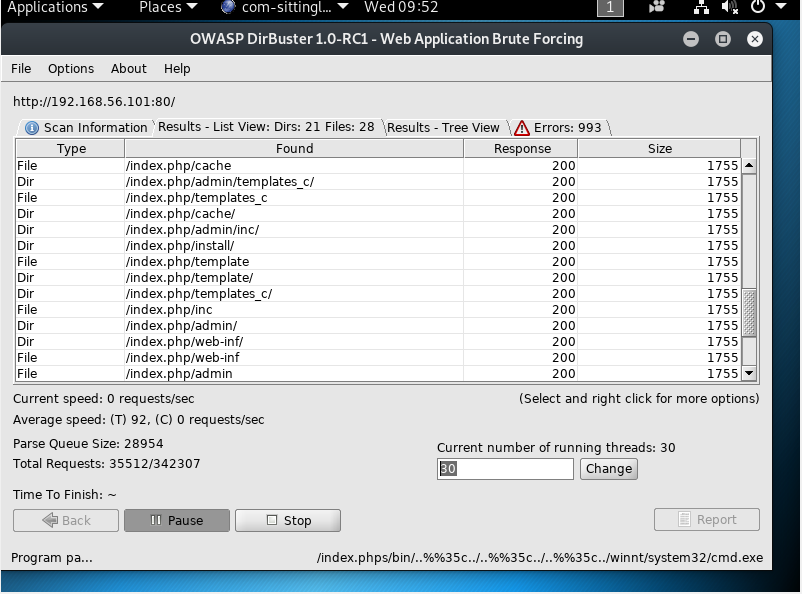 Applications Places com-sittingl... Wed 09:52 1
OWASP DirBuster 1.0-RC1 - Web Application Brute Forcing
File Options About Help
http://192.168.56.101:80/
Scan Information Results - List View: Dirs: 21 Files: 28 Results - Tree View Errors: 993
Type Found Response Size
File /index.php/cache 200 1755
Dir /index.php/admin/templates_c/ 200 1755
File /index.php/templates_c 200 1755
Dir /index.php/cache/ 200 1755
Dir /index.php/admin/inc/ 200 1755
Dir /index.php/install/ 200 1755
File /index.php/template 200 1755
Dir /index.php/template/ 200 1755
Dir /index.php/templates_c/ 200 1755
File /index.php/inc 200 1755
Dir /index.php/admin/ 200 1755
Dir /index.php/web-inf/ 200 1755
File /index.php/web-inf 200 1755
File /index.php/admin 200 1755
Current speed: 0 requests/sec (Select and right click for more options)
Average speed: (T) 92, (C) 0 requests/sec
Parse Queue Size: 28954 Current number of running threads: 30
Total Requests: 35512/342307 30 Change
Time To Finish: ~
Back Pause Stop Report
Program pa... /index.phps/bin/..%%35c../..%%35c../..%%35c../winnt/system32/cmd.exe